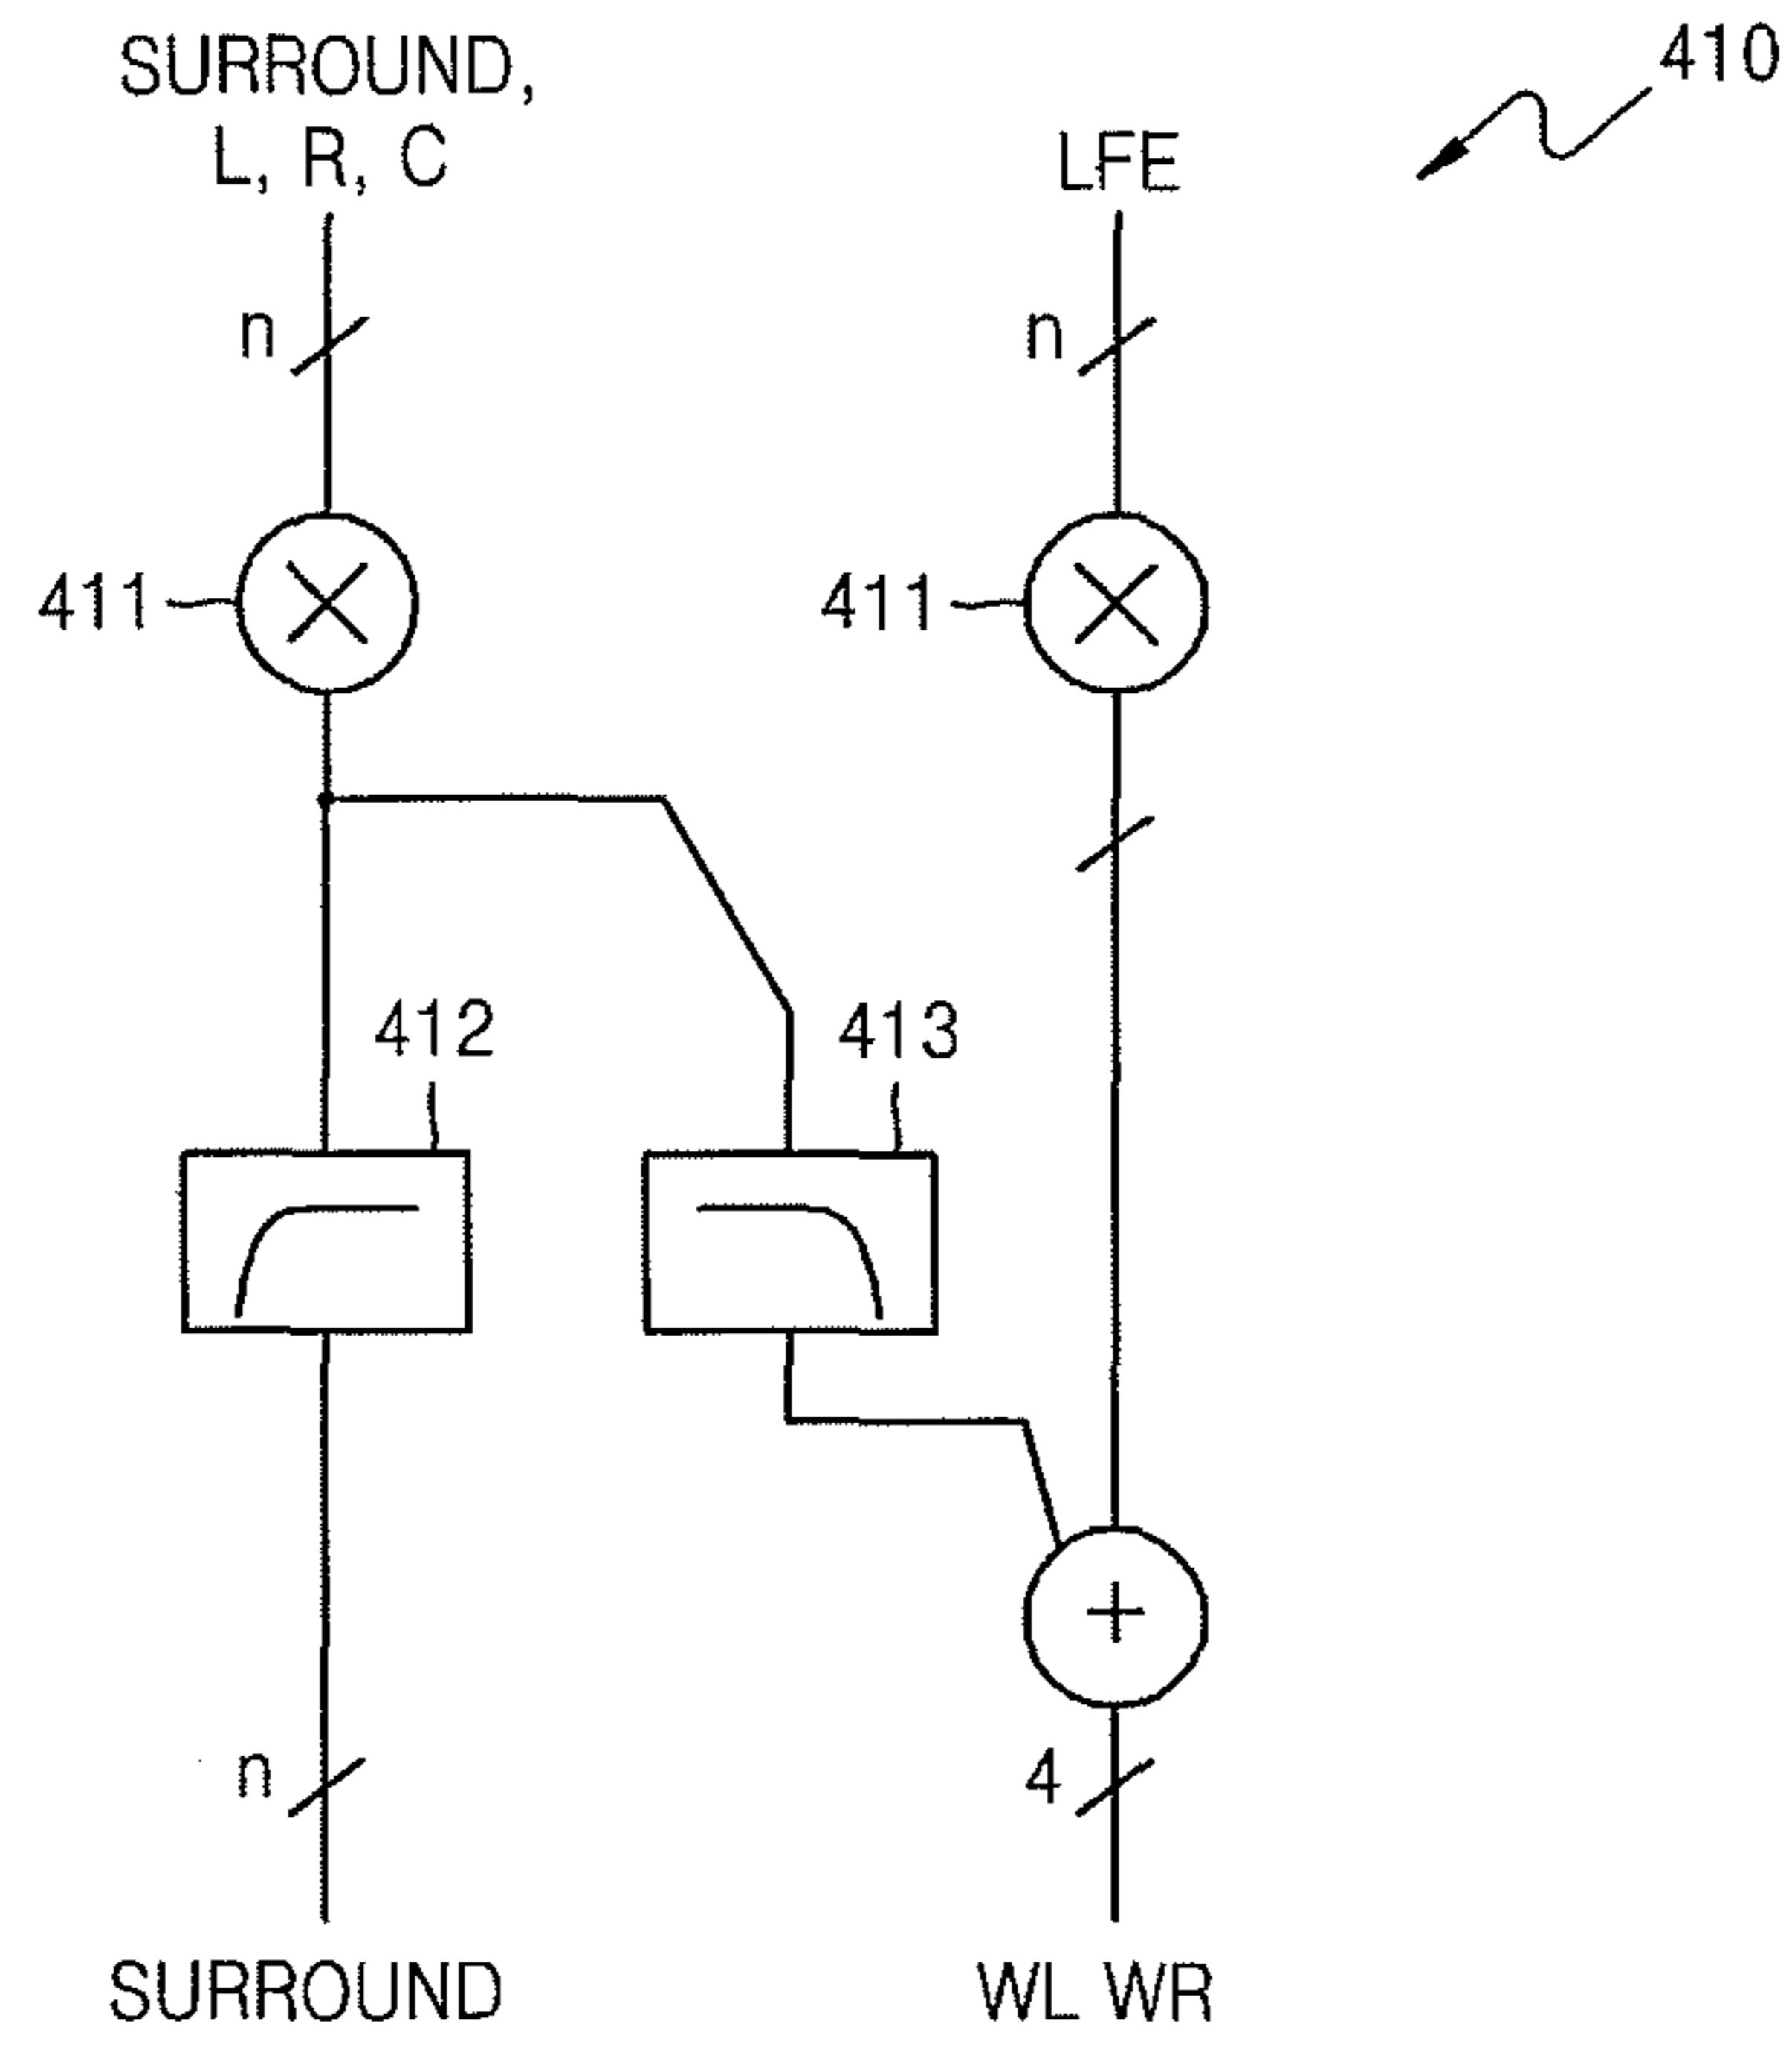 SURROUND,
L, R, C
LFE
410
n
n
411
411
412
413
n
4
SURROUND
WL WR